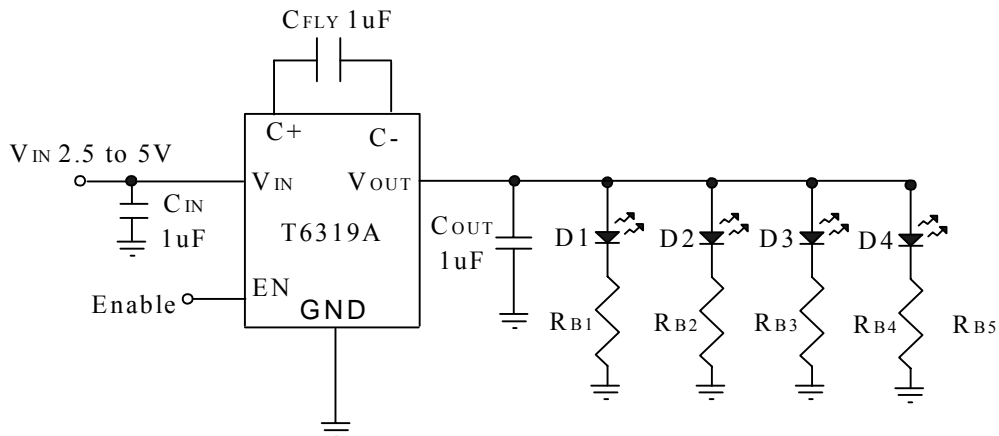 CFLY 1uF
C+
C-
VIN 2.5 to 5V
VIN
VOUT
CIN
1uF
T6319A
COUT
1uF
D1
D2
D3
D4
EN
Enable
GND
RB1
RB2
RB3
RB4
RB5